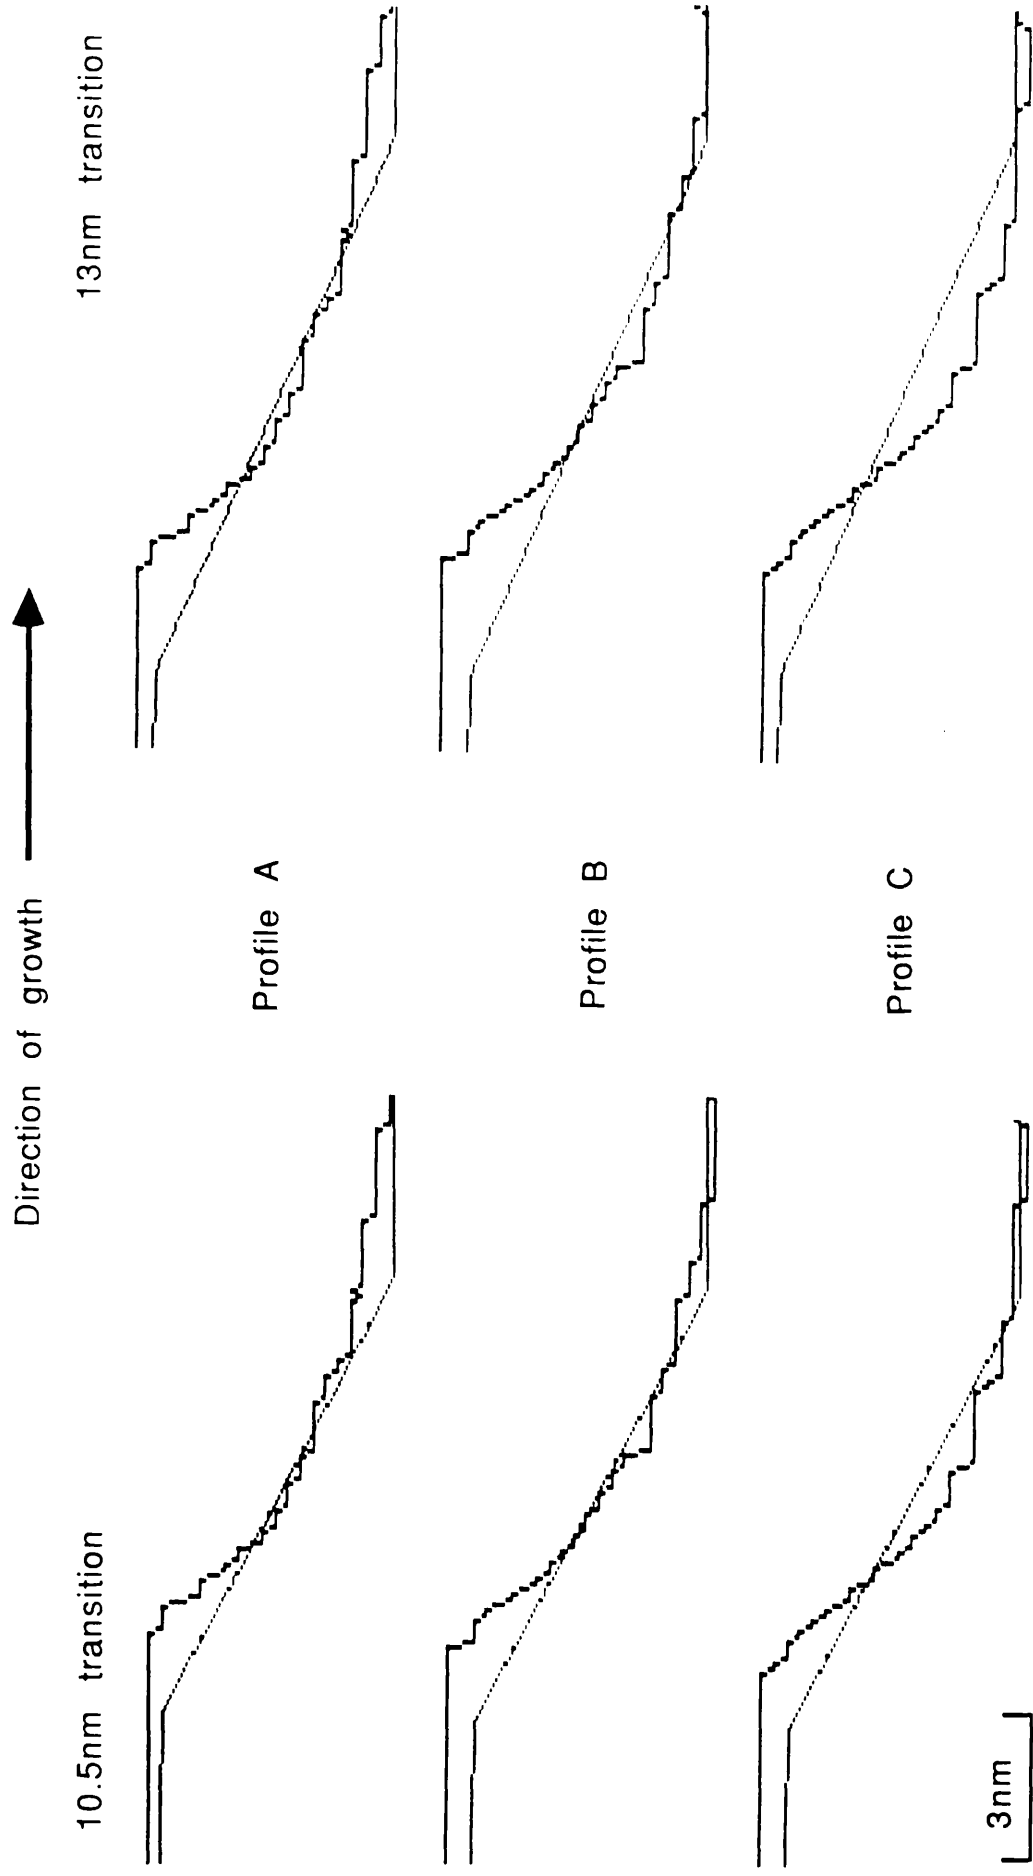 Direction of growth
10.5nm transition
13nm transition
Profile A
Profile B
Profile C
3nm